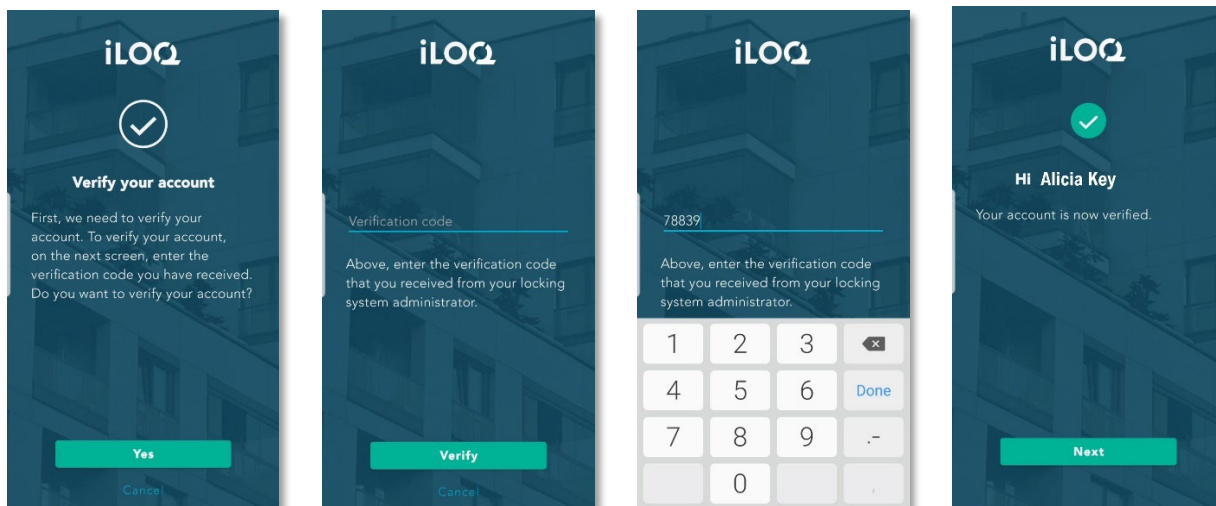 iLOQ
Verify your account
First, we need to verify your
account. To verify your account,
on the next screen, enter the
verification code you have received.
Do you want to verify your account?
Yes
Cancel
iLOQ
Verification code
Above, enter the verification code
that you received from your locking
system administrator.
Verify
Cancel
iLOQ
78839
Above, enter the verification code
that you received from your locking
system administrator.
1 2 3
4 5 6 Done
7 8 9 .-
0 ,
iLOQ
Hi Alicia Key
Your account is now verified.
Next